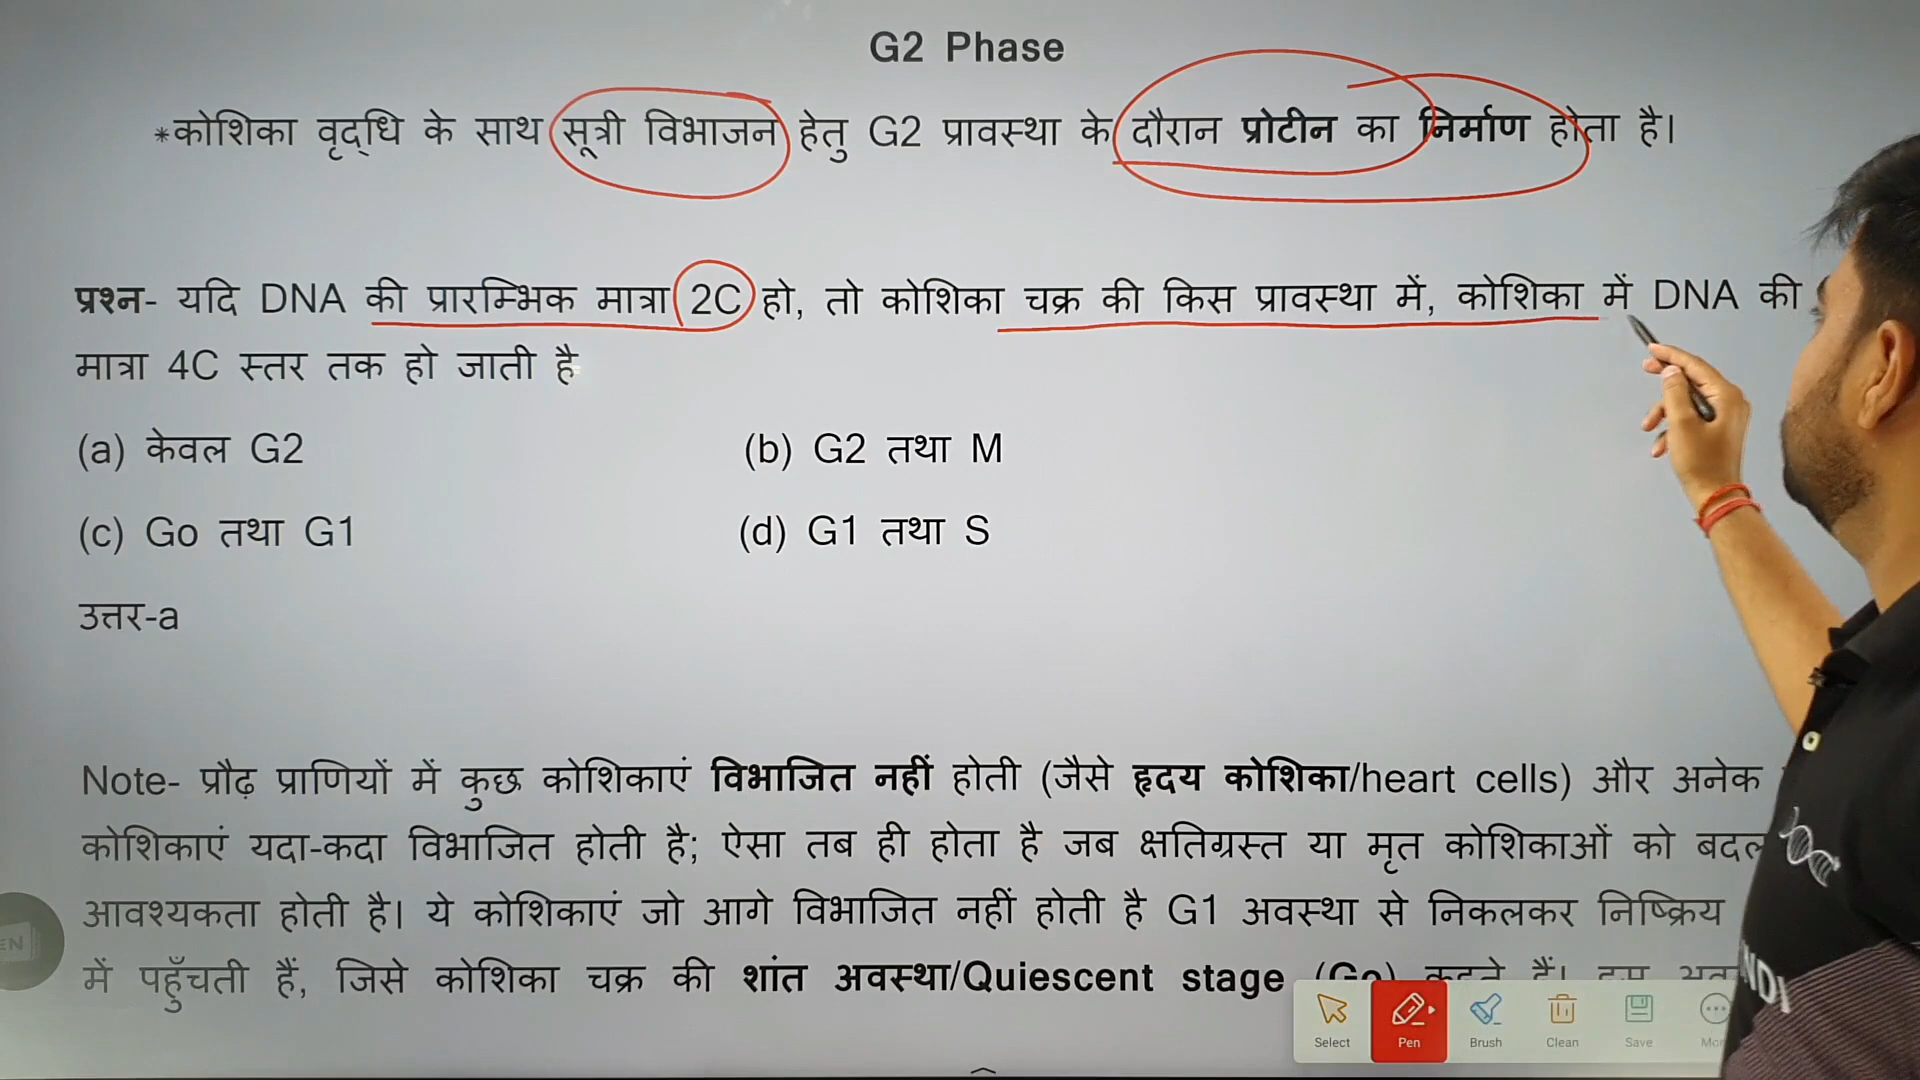 G2 Phase
*कोशिका वृद्धि के साथ सूत्री विभाजन हेतु G2 प्रावस्था के दौरान प्रोटीन का निर्माण होता है।
प्रश्न- यदि DNA की प्रारम्भिक मात्रा 2C हो, तो कोशिका चक्र की किस प्रावस्था में, कोशिका में DNA की
मात्रा 4C स्तर तक हो जाती है
(a) केवल G2
(b) G2 तथा M
(c) Go तथा G1
(d) G1 तथा S
उत्तर-a
Note- प्रौढ़ प्राणियों में कुछ कोशिकाएं विभाजित नहीं होती (जैसे हृदय कोशिका/heart cells) और अनेक
कोशिकाएं यदा-कदा विभाजित होती है; ऐसा तब ही होता है जब क्षतिग्रस्त या मृत कोशिकाओं को
आवश्यकता होती है। ये कोशिकाएं जो आगे विभाजित नहीं होती है G1 अवस्था से निकलकर निष्क्रिय
में पहुँचती हैं, जिसे कोशिका चक्र की शांत अवस्था/Quiescent stage (Go) कहते हैं।
Select Pen Brush Clean Save